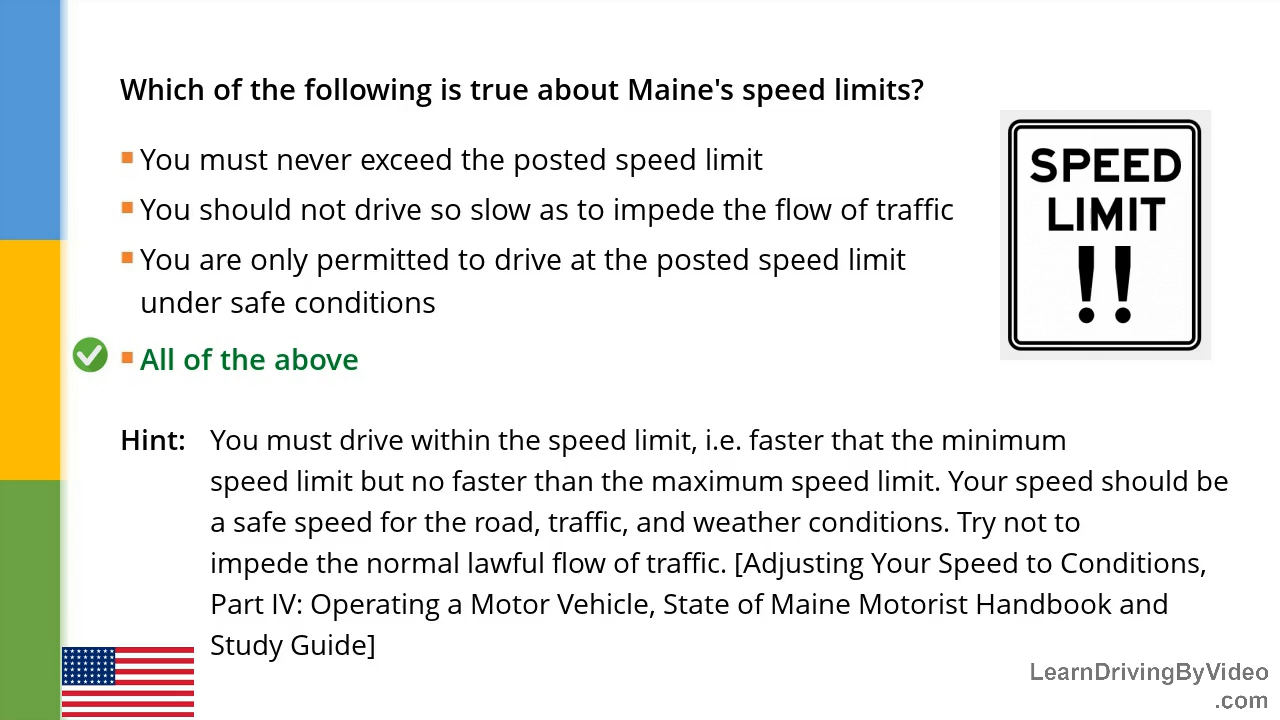 Which of the following is true about Maine's speed limits?
You must never exceed the posted speed limit
You should not drive so slow as to impede the flow of traffic
You are only permitted to drive at the posted speed limit
under safe conditions
All of the above
SPEED
LIMIT
!!
Hint: You must drive within the speed limit, i.e. faster that the minimum
speed limit but no faster than the maximum speed limit. Your speed should be
a safe speed for the road, traffic, and weather conditions. Try not to
impede the normal lawful flow of traffic. [Adjusting Your Speed to Conditions,
Part IV: Operating a Motor Vehicle, State of Maine Motorist Handbook and
Study Guide]
LearnDrivingByVideo
.com